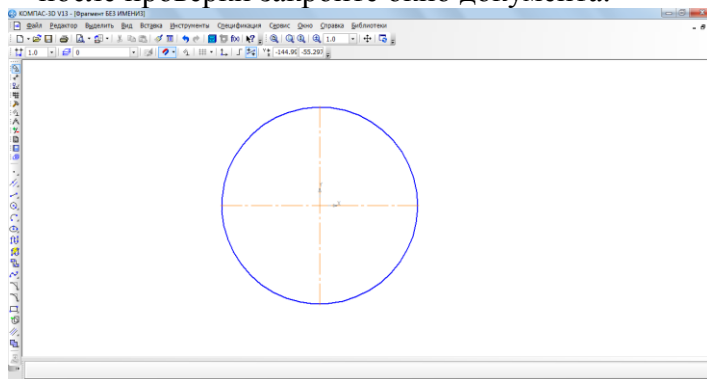 после проверки закройте окно документа.
КОМПАС-3D V13 - [Фрагмент БЕЗ ИМЕНИ3]
Файл Редактор Выделить Вид Вставка Инструменты Спецификация Сервис Окно Справка Библиотеки
1.0
1.0 0 -144.90 -55.291